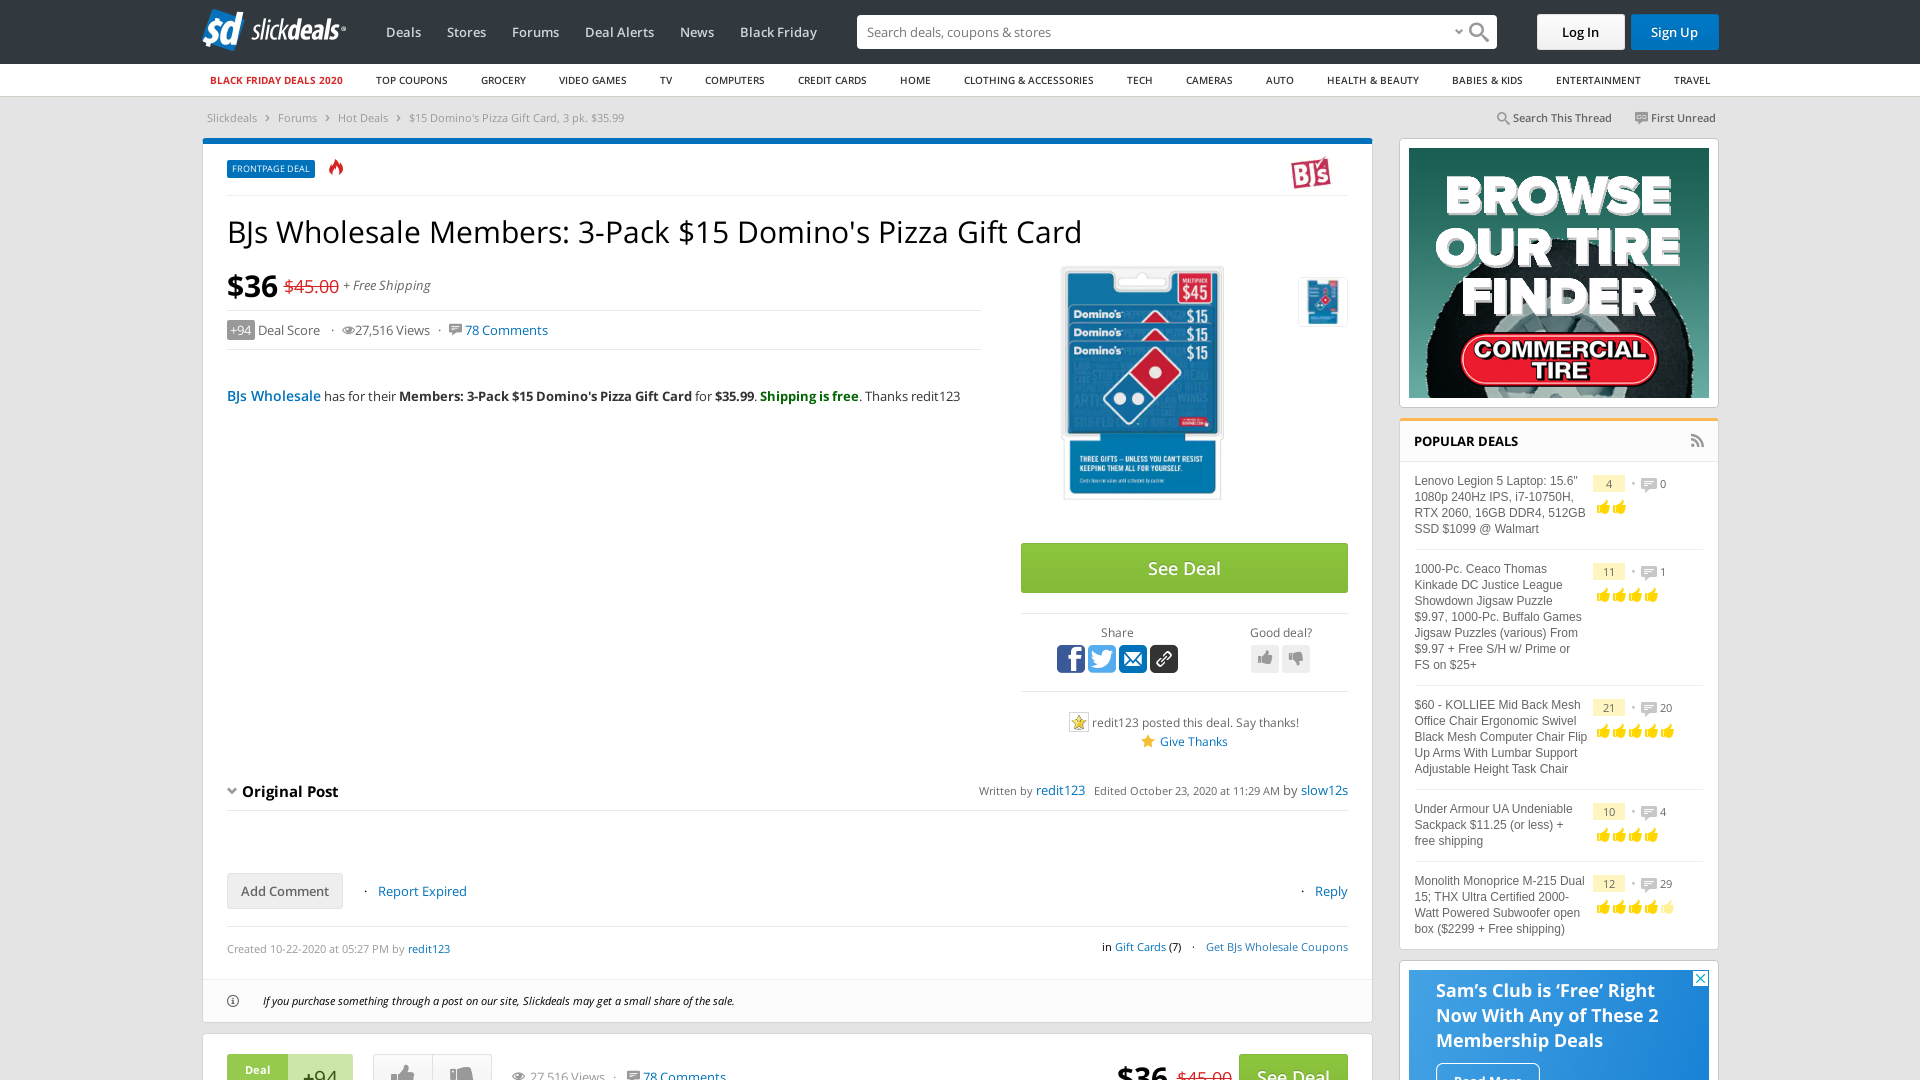 slickdeals
Deals
Stores
Forums
Deal Alerts
News
Black Friday
Search deals, coupons & shops
Log In
Sign Up
BLACK FRIDAY DEALS 2020
TOP COUPONS
GROCERY
VIDEO GAMES
TV
COMPUTERS
CREDIT CARDS
HOME
CLOTHING & ACCESSORIES
TECH
CAMERAS
AUTO
HEALTH & BEAUTY
BABIES & KIDS
ENTERTAINMENT
TRAVEL
Slickdeals > Forums > Hot Deals > $15 Domino's Pizza Gift Card, 3 pk. $35.99
Search This Thread
First Unread
FRONTPAGE DEAL
BJ's
BJs Wholesale Members: 3-Pack $15 Domino's Pizza Gift Card
$36 $45.00 + Free Shipping
+94 Deal Score · 27,516 Views · 78 Comments
BJs Wholesale has for their Members: 3-Pack $15 Domino's Pizza Gift Card for $35.99. Shipping is free. Thanks redit123
MULTIPACK
$45
Domino's $15
Domino's $15
Domino's $15
THREE GIFTS – UNLESS YOU CAN'T RESIST
KEEPING THEM ALL FOR YOURSELF.
See Deal
Share
Good deal?
redit123 posted this deal. Say thanks!
Give Thanks
Original Post
Written by redit123 Edited October 23, 2020 at 11:29 AM by slow12s
Add Comment
· Report Expired
· Reply
Created 10-22-2020 at 05:27 PM by redit123
in Gift Cards (7) · Get BJs Wholesale Coupons
If you purchase something through a post on our site, Slickdeals may get a small share of the sale.
Deal
+94
27,516 Views · 78 Comments
$36 $45.00
See Deal
BROWSE
OUR TIRE
FINDER
COMMERCIAL
TIRE
POPULAR DEALS
Lenovo Legion 5 Laptop: 15.6"
1080p 240Hz IPS, i7-10750H,
RTX 2060, 16GB DDR4, 512GB
SSD $1099 @ Walmart
4 • 0
1000-Pc. Ceaco Thomas
Kinkade DC Justice League
Showdown Jigsaw Puzzle
$9.97, 1000-Pc. Buffalo Games
Jigsaw Puzzles (various) From
$9.97 + Free S/H w/ Prime or
FS on $25+
11 • 1
$60 - KOLLIEE Mid Back Mesh
Office Chair Ergonomic Swivel
Black Mesh Computer Chair Flip
Up Arms With Lumbar Support
Adjustable Height Task Chair
21 • 20
Under Armour UA Undeniable
Sackpack $11.25 (or less) +
free shipping
10 • 4
Monolith Monoprice M-215 Dual
15; THX Ultra Certified 2000-
Watt Powered Subwoofer open
box ($2299 + Free shipping)
12 • 29
Sam's Club is 'Free' Right
Now With Any of These 2
Membership Deals
Read More